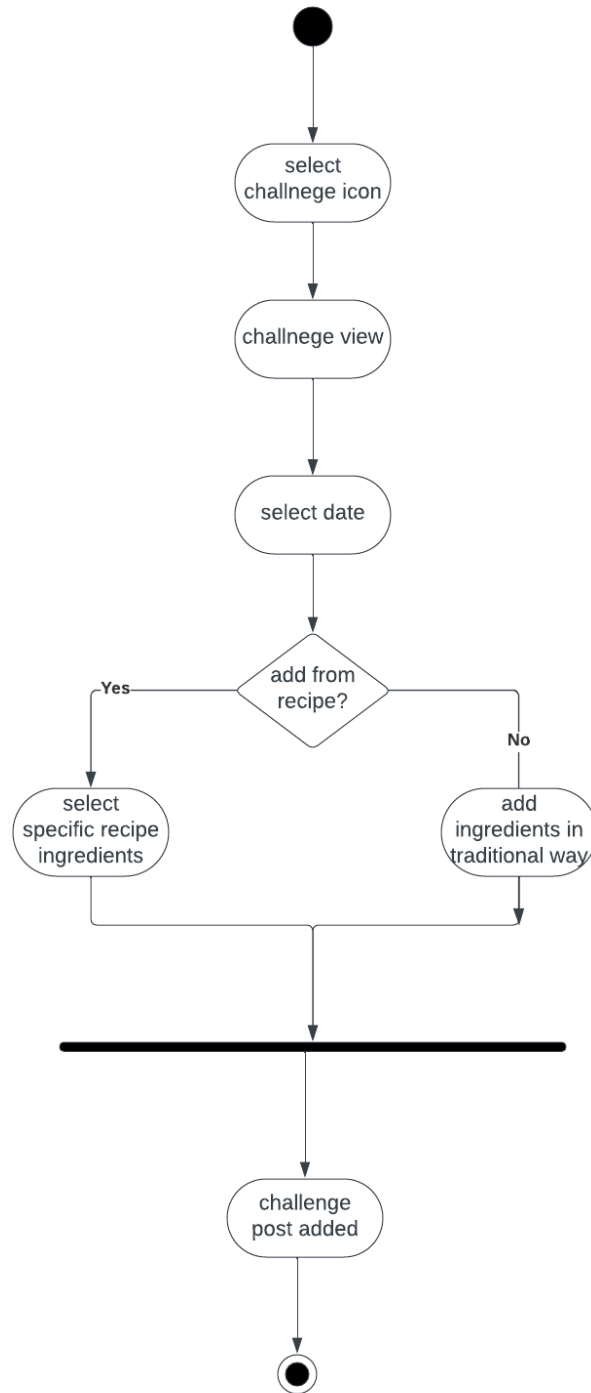 select
challnege icon
challnege view
select date
add from
recipe?
Yes
No
select
specific recipe
ingredients
add
ingredients in
traditional way
challenge
post added